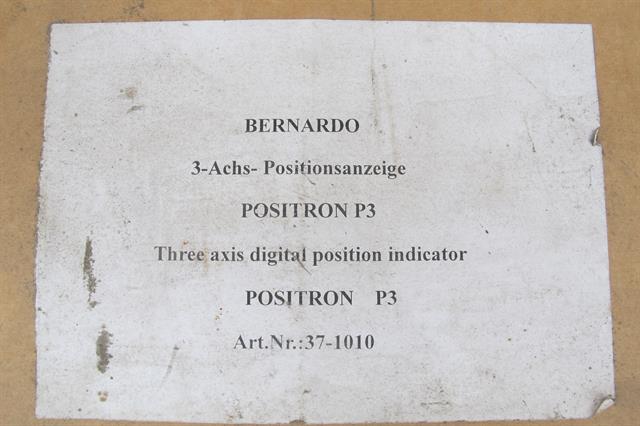 BERNARDO
3-Achs- Positionsanzeige
POSITRON P3
Three axis digital position indicator
POSITRON P3
Art.Nr.:37-1010